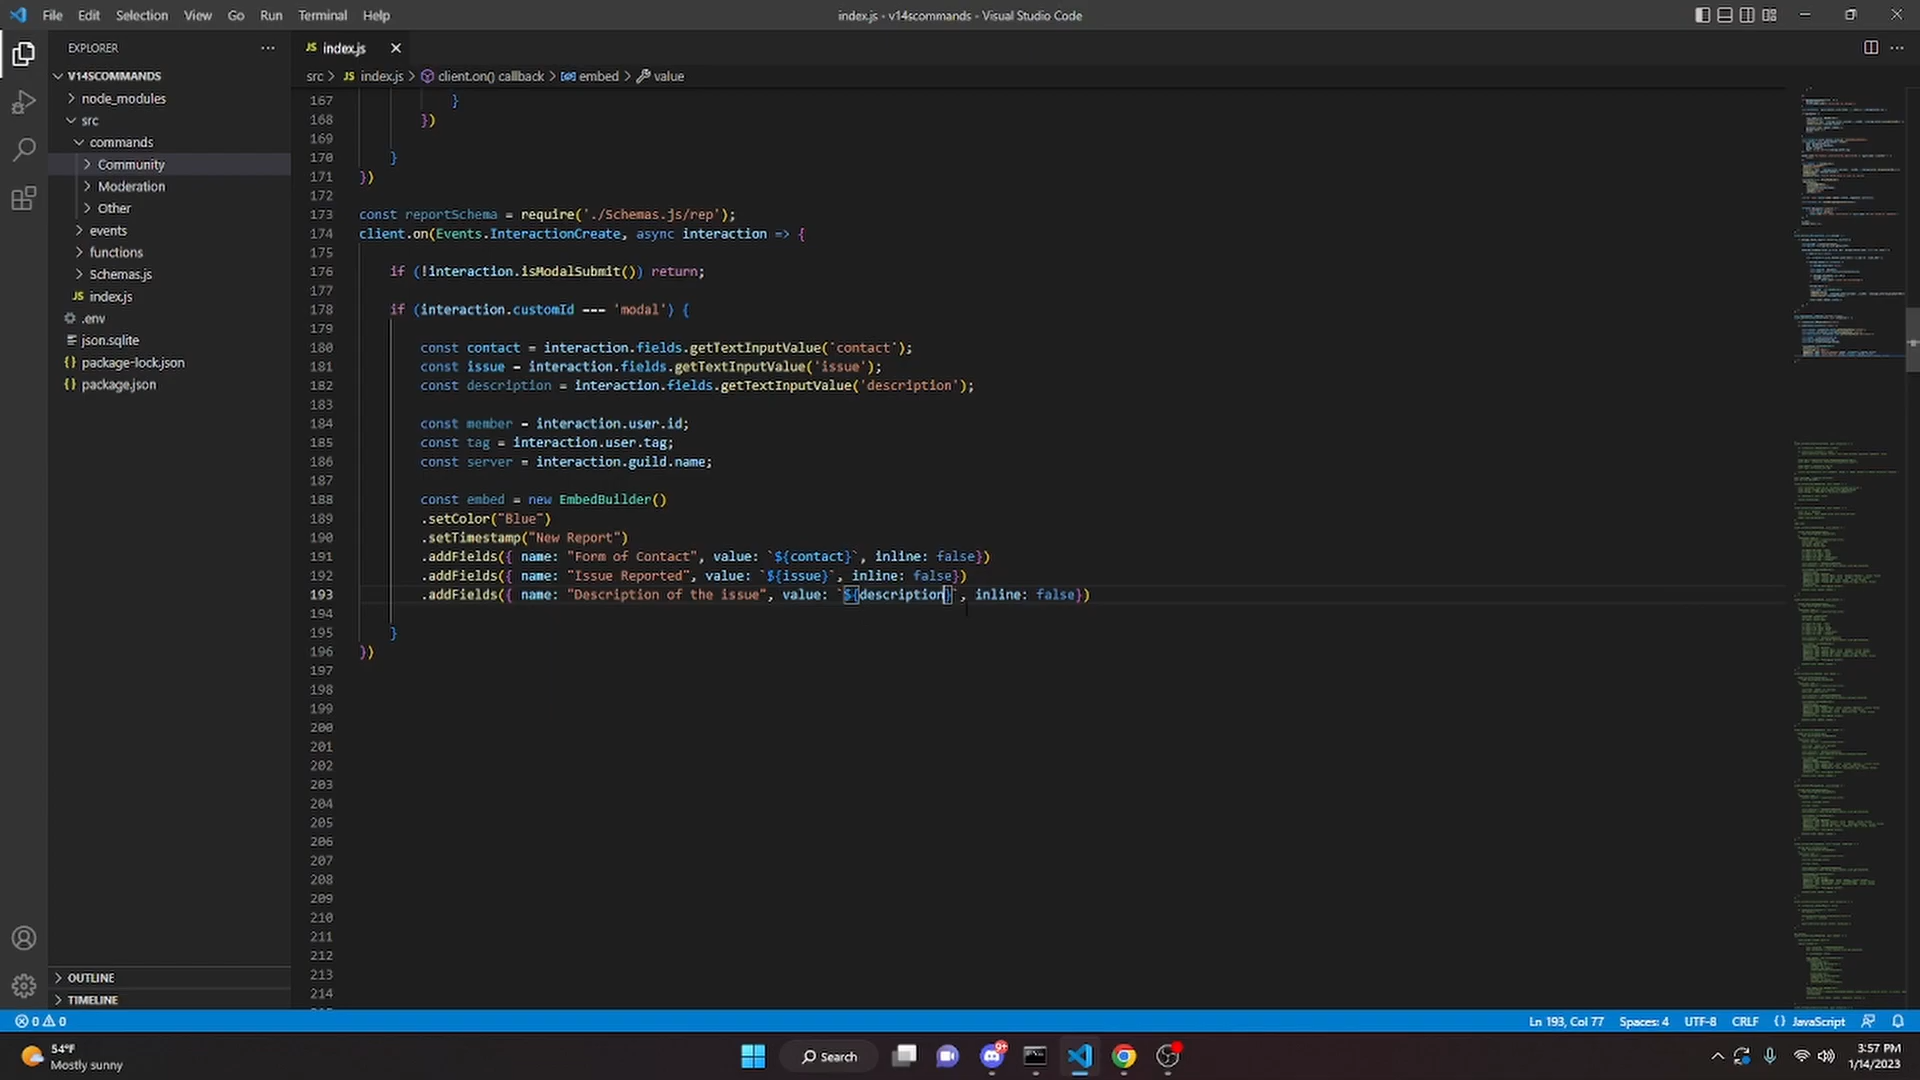 File Edit Selection View Go Run Terminal Help
index.js - v14scommands - Visual Studio Code
EXPLORER
V14SCOMMANDS
node_modules
src
commands
Community
Moderation
Other
events
functions
Schemas.js
JS index.js
.env
json.sqlite
{} package-lock.json
{} package.json
OUTLINE
TIMELINE
JS index.js
src > JS index.js > client.on() callback > embed > value
167 }
168 })
169
170 }
171 })
172
173 const reportSchema = require('./Schemas.js/rep');
174 client.on(Events.InteractionCreate, async interaction => {
175
176 if (!interaction.isModalSubmit()) return;
177
178 if (interaction.customId === 'modal') {
179
180 const contact = interaction.fields.getTextInputValue('contact');
181 const issue = interaction.fields.getTextInputValue('issue');
182 const description = interaction.fields.getTextInputValue('description');
183
184 const member = interaction.user.id;
185 const tag = interaction.user.tag;
186 const server = interaction.guild.name;
187
188 const embed = new EmbedBuilder()
189 .setColor("Blue")
190 .setTimestamp("New Report")
191 .addFields({ name: "Form of Contact", value: `${contact}`, inline: false})
192 .addFields({ name: "Issue Reported", value: `${issue}`, inline: false})
193 .addFields({ name: "Description of the issue", value: `${description}`, inline: false})
194
195 }
196 })
197
198
199
200
201
202
203
204
205
206
207
208
209
210
211
212
213
214
0 0
Ln 193, Col 77 Spaces: 4 UTF-8 CRLF {} JavaScript
54°F
Mostly sunny
Search
9+
3:57 PM
1/14/2023